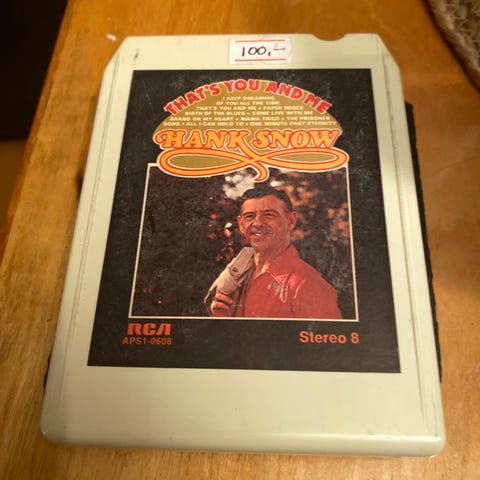 100,-
THAT'S YOU AND ME
I KEEP DREAMING
OF YOU ALL THE TIME
THAT'S YOU AND ME • PAPER ROSES
BIRTH OF THE BLUES • COME LIVE WITH ME
BRAND ON MY HEART • MAMA TRIED • THE PRISONER
SONG • ALL I CAN HOLD TO • ONE MINUTE PAST ETERNITY
HANK SNOW
RCA
APS1-0608
Stereo 8